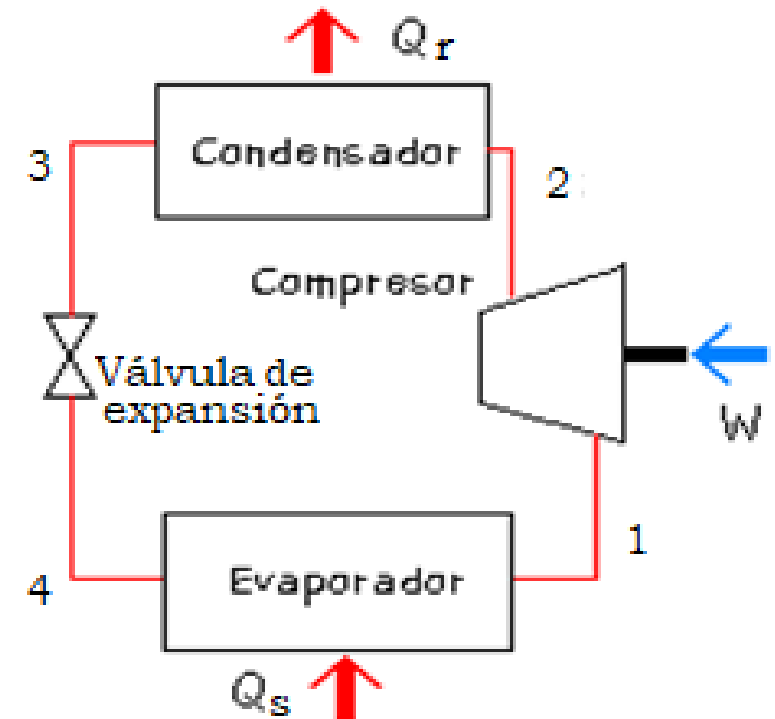 Qr
Condensador
3
2
Compresor
Válvula de
expansión
W
1
4
Evaporador
Qs